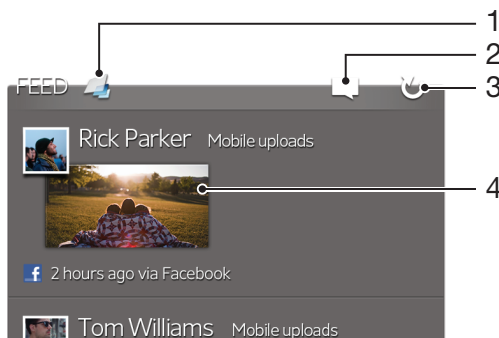 1
2
FEED
3
Rick Parker Mobile uploads
4
f 2 hours ago via Facebook
Tom Williams Mobile uploads